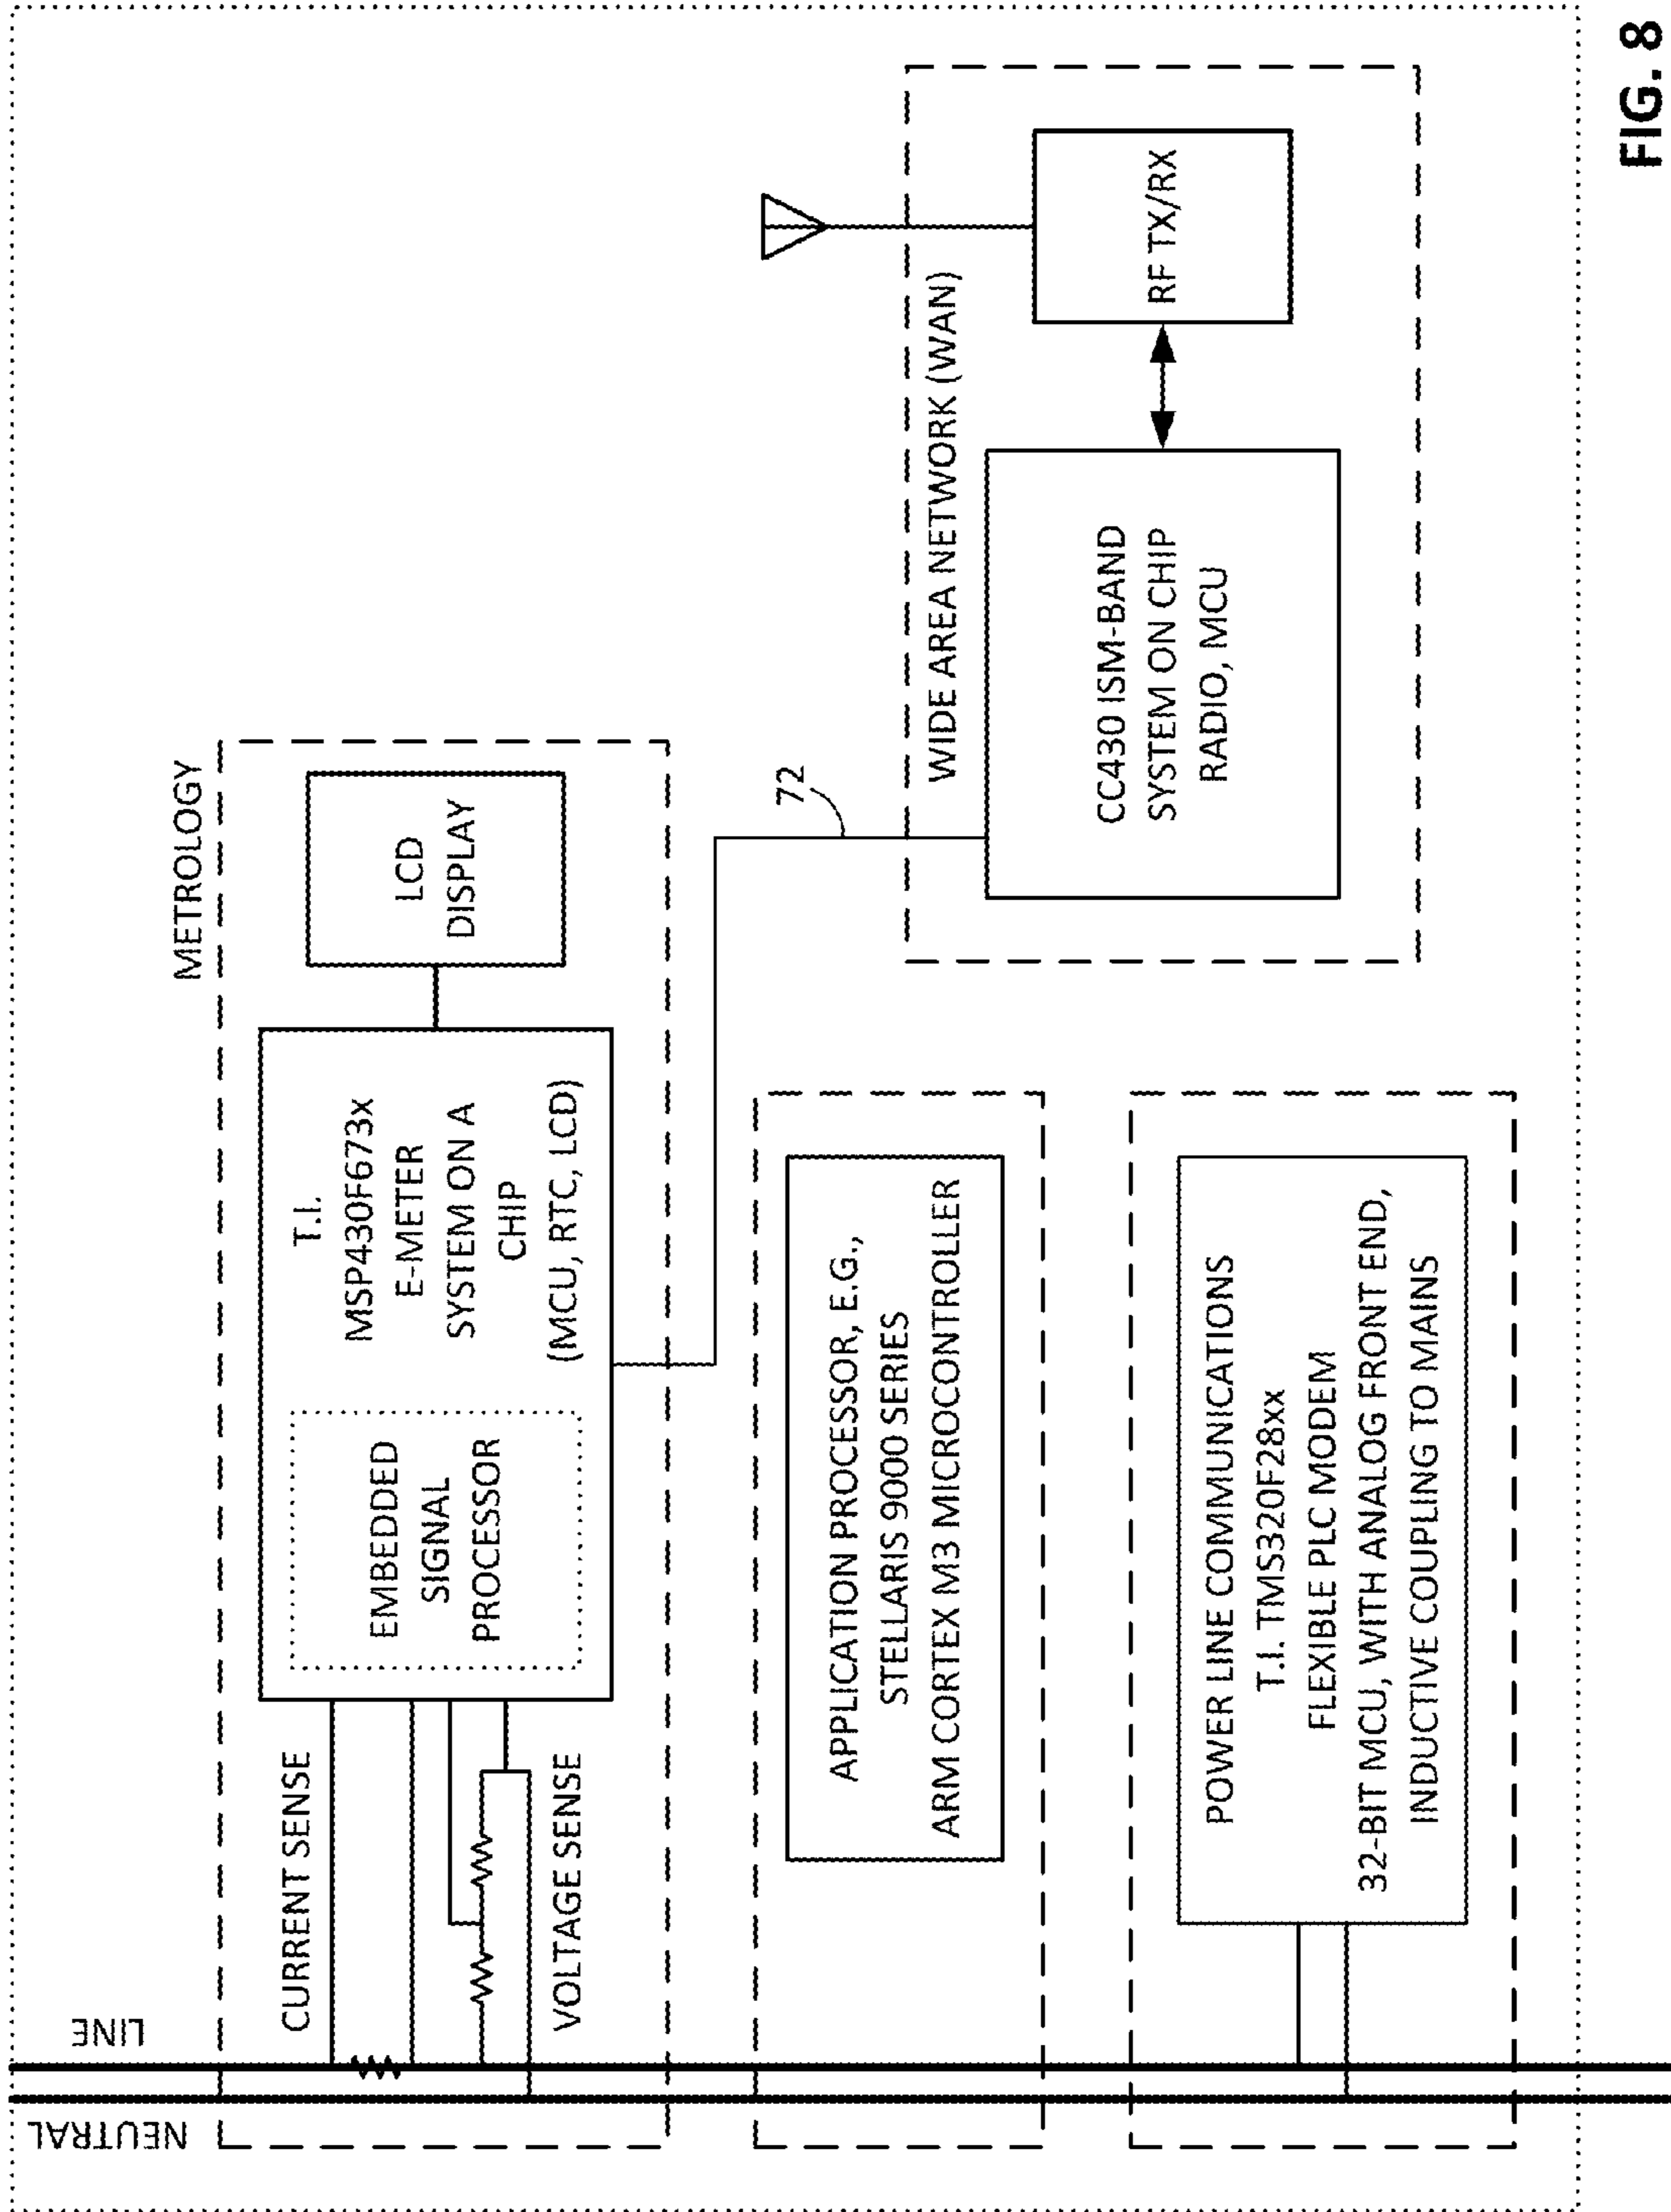 NEUTRAL
LINE
METROLOGY
CURRENT SENSE
VOLTAGE SENSE
EMBEDDED
SIGNAL
PROCESSOR
T.I.
MSP430F673x
E-METER
SYSTEM ON A
CHIP
(MCU, RTC, LCD)
LCD
DISPLAY
72
APPLICATION PROCESSOR, E.G.,
STELLARIS 9000 SERIES
ARM CORTEX M3 MICROCONTROLLER
WIDE AREA NETWORK (WAN)
CC430 ISM-BAND
SYSTEM ON CHIP
RADIO, MCU
RF TX/RX
POWER LINE COMMUNICATIONS
T.I. TMS320F28xx
FLEXIBLE PLC MODEM
32-BIT MCU, WITH ANALOG FRONT END,
INDUCTIVE COUPLING TO MAINS
FIG. 8